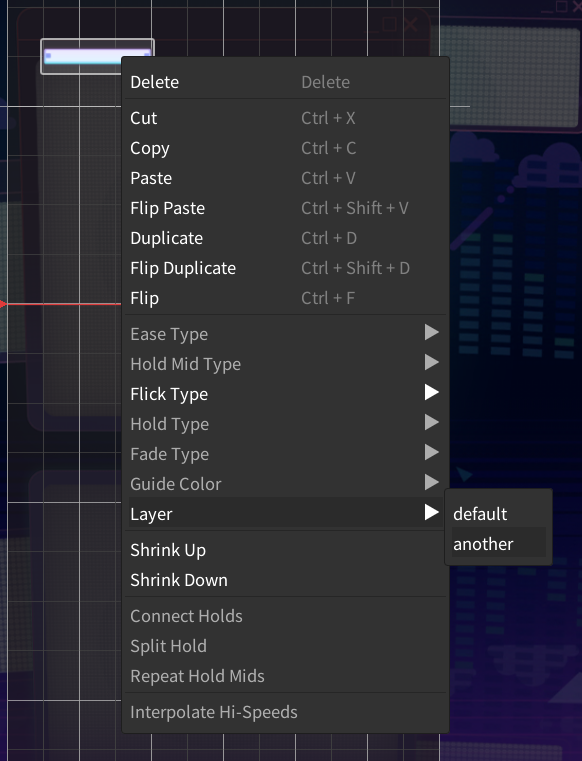 Delete Delete
Cut Ctrl + X
Copy Ctrl + C
Paste Ctrl + V
Flip Paste Ctrl + Shift + V
Duplicate Ctrl + D
Flip Duplicate Ctrl + Shift + D
Flip Ctrl + F
Ease Type
Hold Mid Type
Flick Type
Hold Type
Fade Type
Guide Color
Layer
default
another
Shrink Up
Shrink Down
Connect Holds
Split Hold
Repeat Hold Mids
Interpolate Hi-Speeds